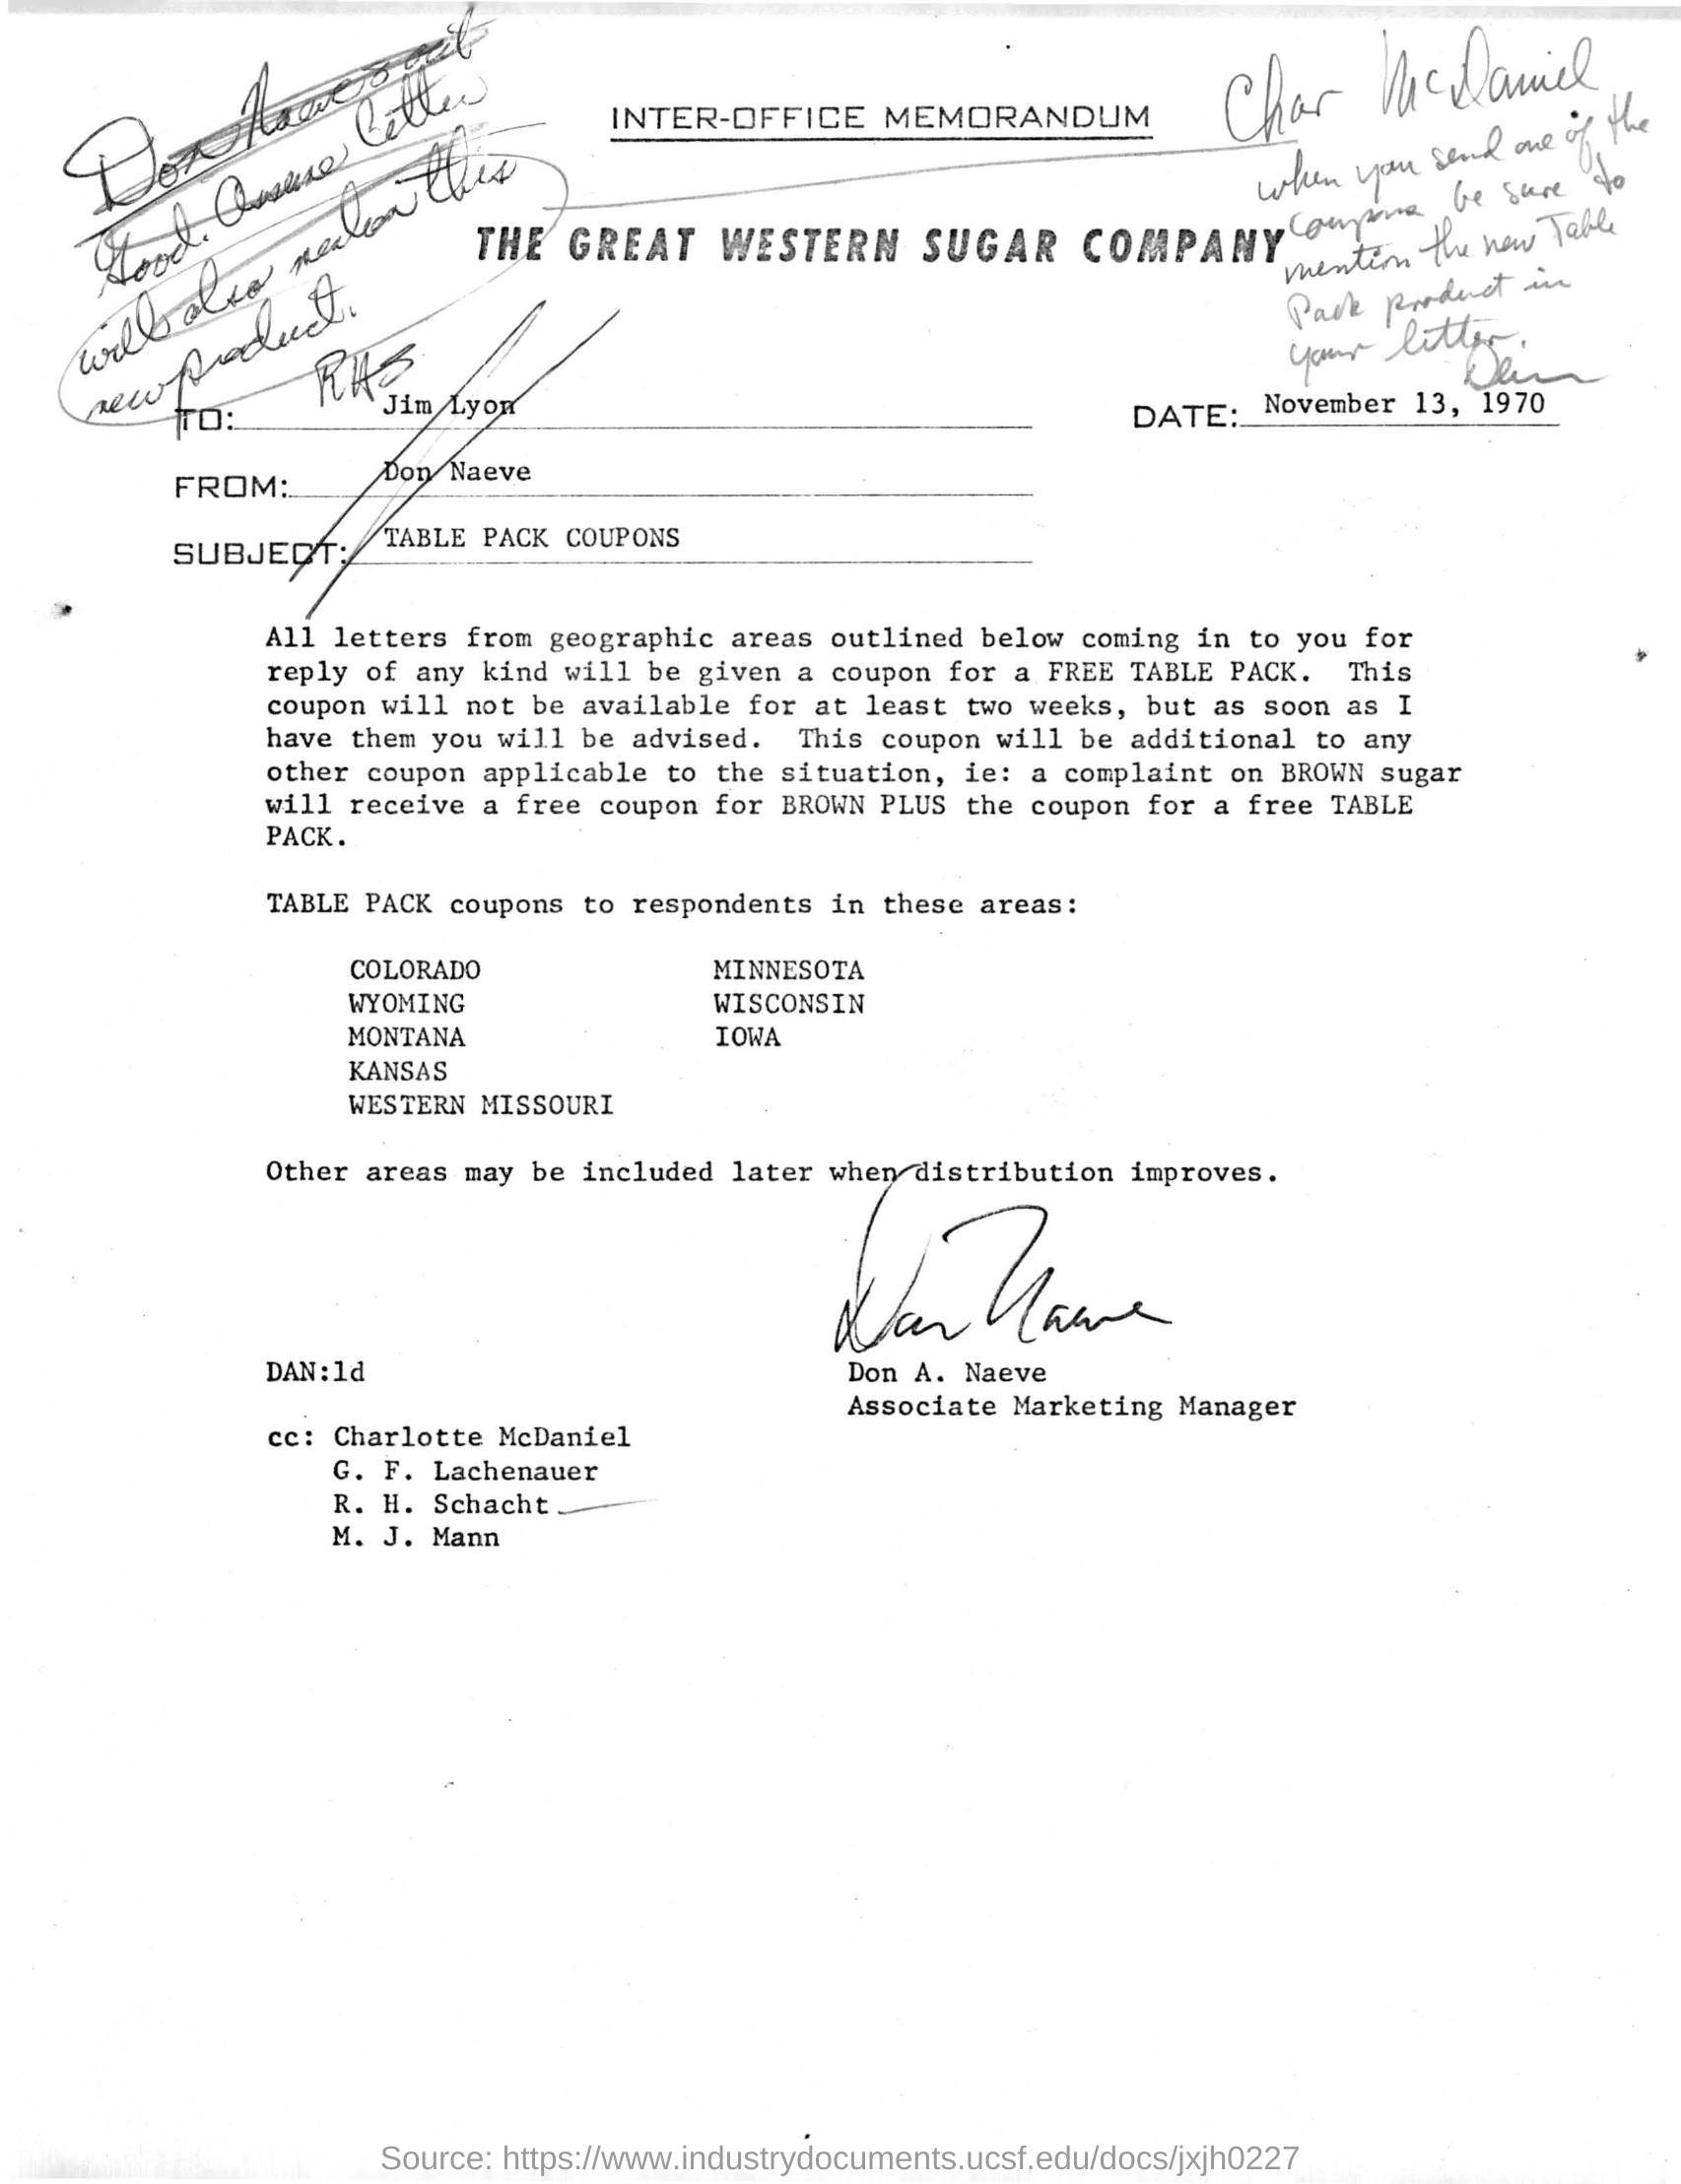 Don Naeve
Good. Assume letter
will also mention this
new product.
RHS
INTER-OFFICE MEMORANDUM
Char McDaniel
when you send one of the
coupons be sure to
mention the new Table
Pack product in
your letter.
THE GREAT WESTERN SUGAR COMPANY
TO: Jim Lyon
DATE: November 13, 1970
FROM: Don Naeve
SUBJECT: TABLE PACK COUPONS
All letters from geographic areas outlined below coming in to you for
reply of any kind will be given a coupon for a FREE TABLE PACK. This
coupon will not be available for at least two weeks, but as soon as I
have them you will be advised. This coupon will be additional to any
other coupon applicable to the situation, ie: a complaint on BROWN sugar
will receive a free coupon for BROWN PLUS the coupon for a free TABLE
PACK.
TABLE PACK coupons to respondents in these areas:
COLORADO MINNESOTA
WYOMING WISCONSIN
MONTANA IOWA
KANSAS
WESTERN MISSOURI
Other areas may be included later when distribution improves.
Don Naeve
Don A. Naeve
Associate Marketing Manager
DAN:ld
cc: Charlotte McDaniel
G. F. Lachenauer
R. H. Schacht
M. J. Mann
Source: https://www.industrydocuments.ucsf.edu/docs/jxjh0227